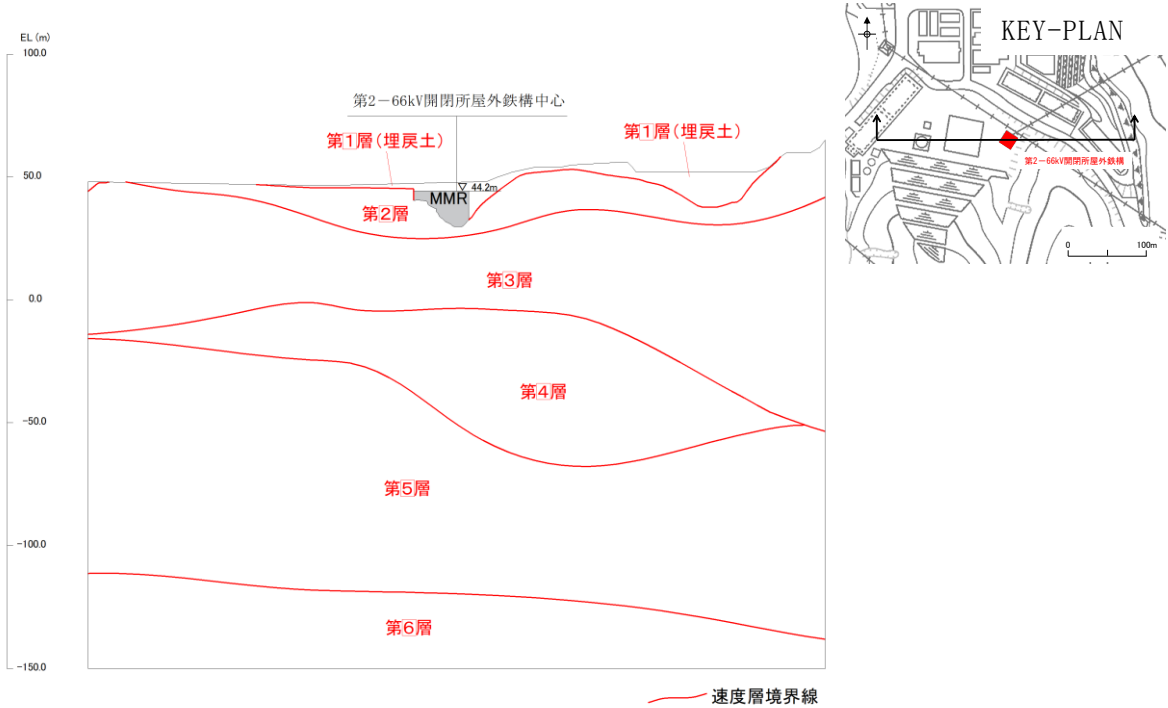 EL (m)
100.0
50.0
0.0
-50.0
-100.0
-150.0
第2－66kV開閉所屋外鉄構中心
第1層(埋戻土)
第1層(埋戻土)
44.2m
MMR
第2層
第3層
第4層
第5層
第6層
速度層境界線
KEY-PLAN
第2－66kV開閉所屋外鉄構
0 100m